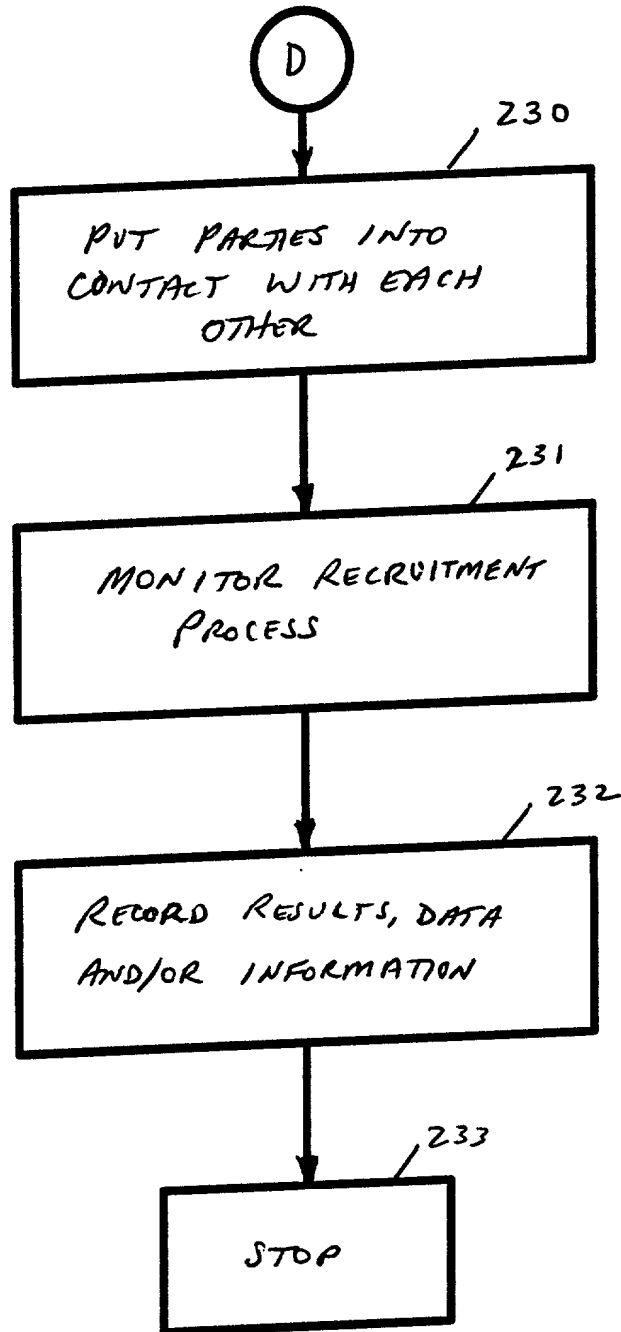 D
230
PUT PARTIES INTO
CONTACT WITH EACH
OTHER
231
MONITOR RECRUITMENT
PROCESS
232
RECORD RESULTS, DATA
AND/OR INFORMATION
233
STOP